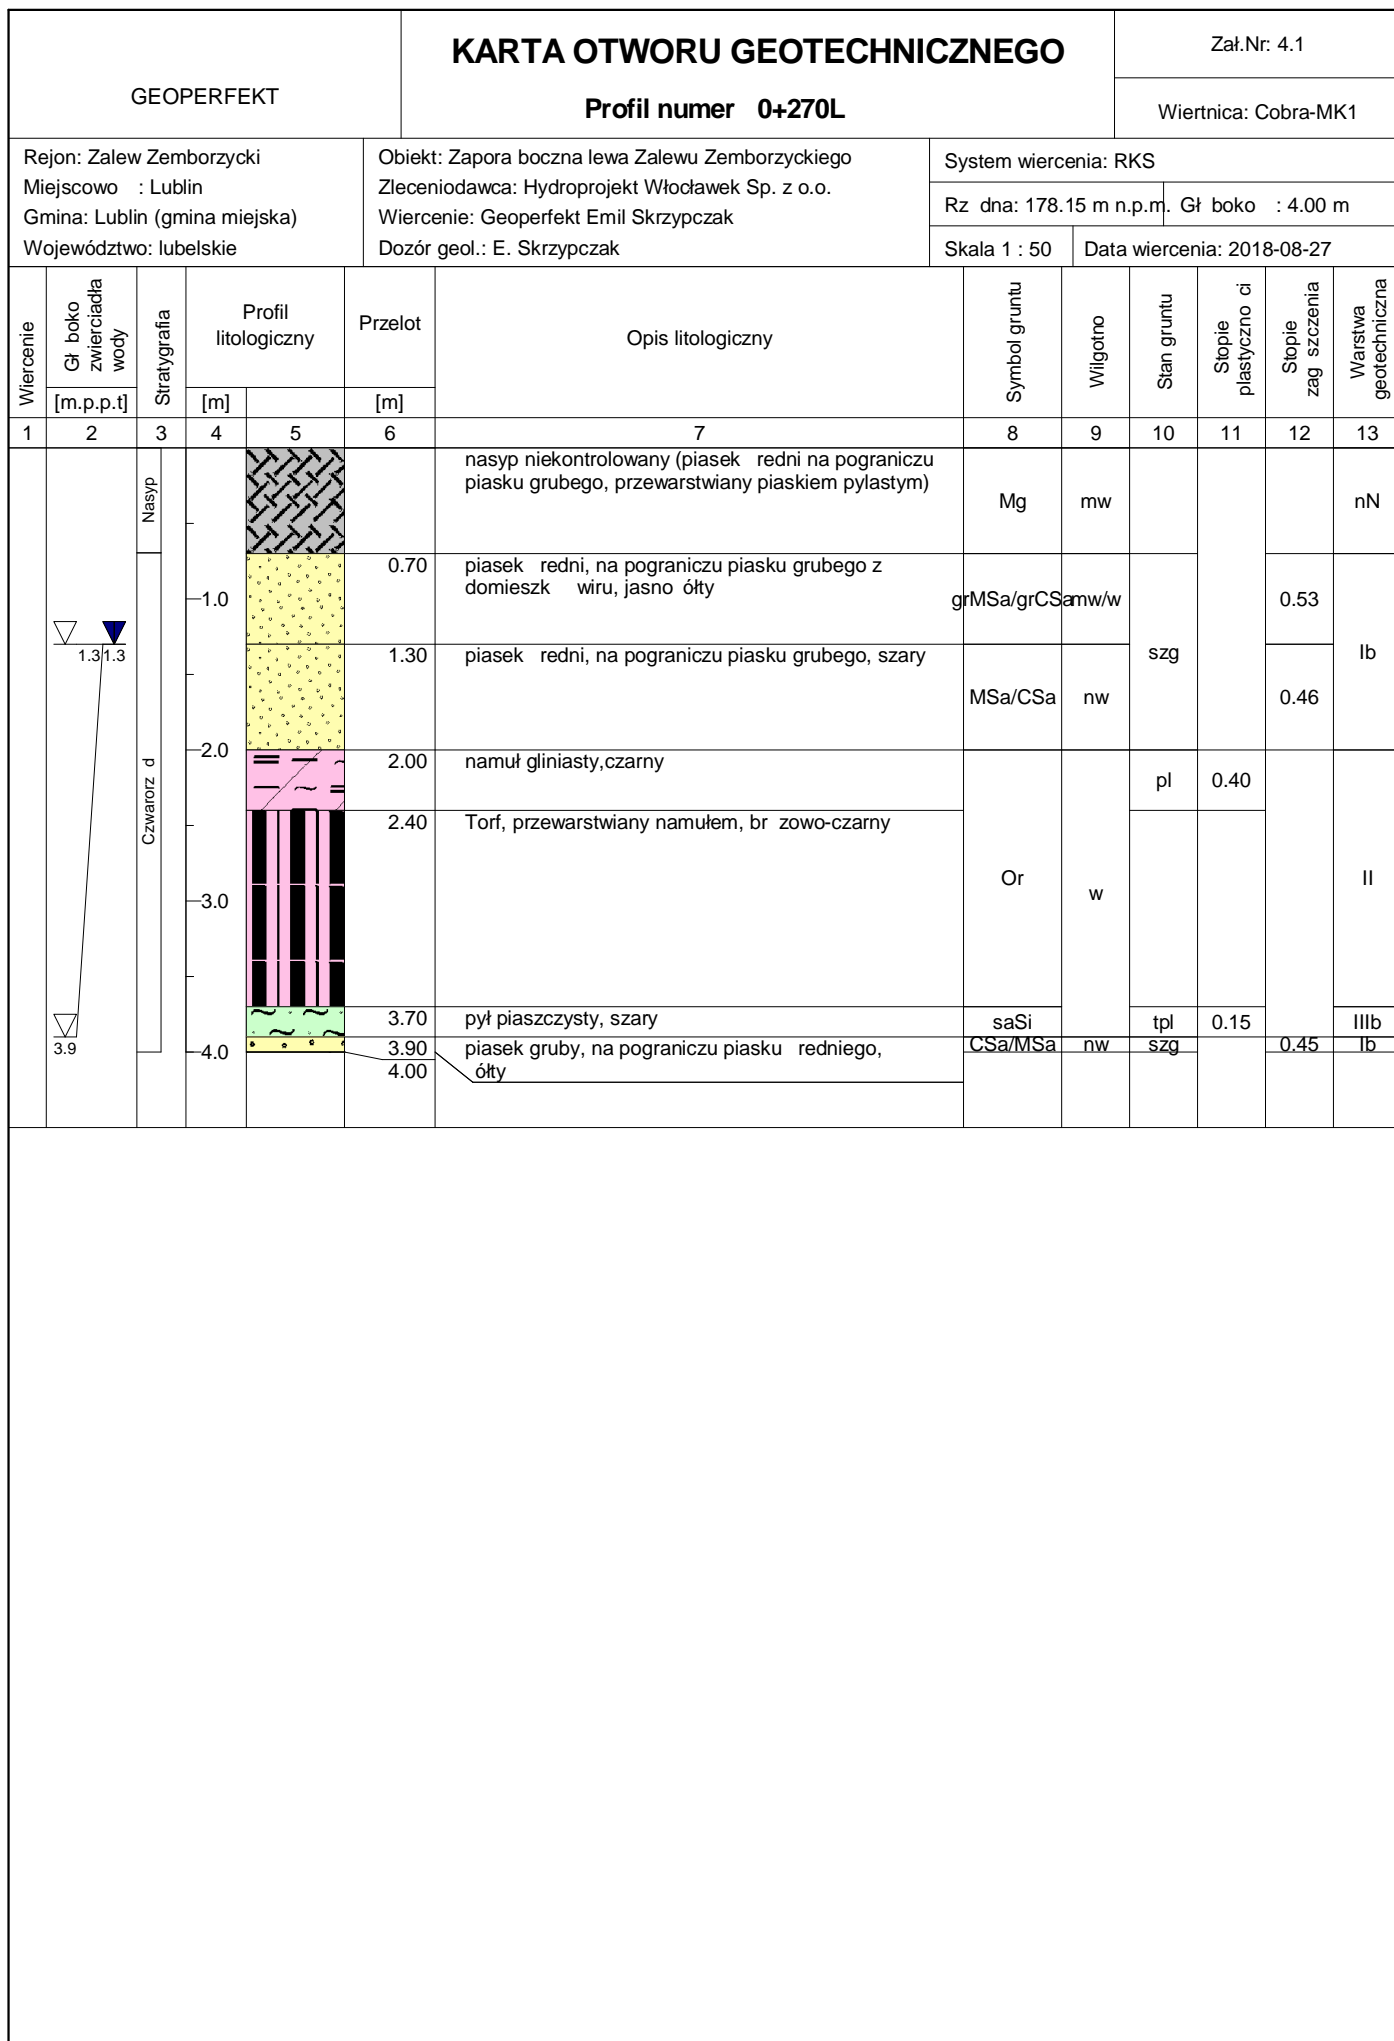 GEOPERFEKT
KARTA OTWORU GEOTECHNICZNEGO
Profil numer 0+270L
Zał.Nr: 4.1
Wiertnica: Cobra-MK1
Rejon: Zalew Zemborzycki
Miejscowo : Lublin
Gmina: Lublin (gmina miejska)
Województwo: lubelskie
Obiekt: Zapora boczna lewa Zalewu Zemborzyckiego
Zleceniodawca: Hydroprojekt Włocławek Sp. z o.o.
Wiercenie: Geoperfekt Emil Skrzypczak
Dozór geol.: E. Skrzypczak
System wiercenia: RKS
Rz dna: 178.15 m n.p.m. Gł boko : 4.00 m
Skala 1 : 50 Data wiercenia: 2018-08-27
Wiercenie
Gł boko
zwierciadła
wody
[m.p.p.t]
Stratygrafia
Profil
litologiczny
[m]
Przelot
[m]
Opis litologiczny
Symbol gruntu
Wilgotno
Stan gruntu
Stopie
plastyczno ci
Stopie
zag szczenia
Warstwa
geotechniczna
1 2 3 4 5 6 7 8 9 10 11 12 13
Nasyp
nasyp niekontrolowany (piasek redni na pograniczu
piasku grubego, przewarstwiany piaskiem pylastym)
Mg mw nN
0.70 piasek redni, na pograniczu piasku grubego z
domieszk wiru, jasno ółty
1.0
grMSa/grCSa mw/w 0.53
1.3 1.3
1.30 piasek redni, na pograniczu piasku grubego, szary
szg Ib
MSa/CSa nw 0.46
2.0
2.00 namuł gliniasty,czarny
pl 0.40
Czwarorz d
2.40 Torf, przewarstwiany namułem, br zowo-czarny
Or w II
3.0
3.70 pył piaszczysty, szary
saSi tpl 0.15 IIIb
3.9
4.0
3.90 piasek gruby, na pograniczu piasku redniego,
ółty
CSa/MSa nw szg 0.45 Ib
4.00